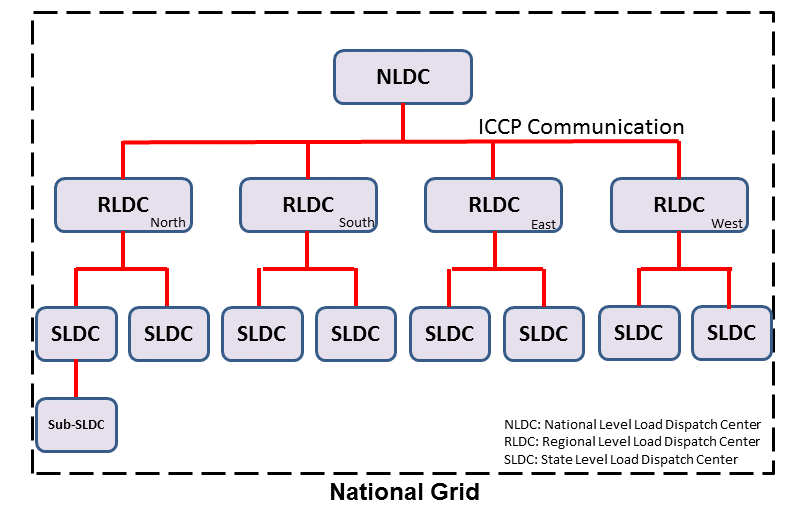 NLDC
ICCP Communication
RLDC
North
RLDC
South
RLDC
East
RLDC
West
SLDC
SLDC
SLDC
SLDC
SLDC
SLDC
SLDC
SLDC
Sub-SLDC
NLDC: National Level Load Dispatch Center
RLDC: Regional Level Load Dispatch Center
SLDC: State Level Load Dispatch Center
National Grid